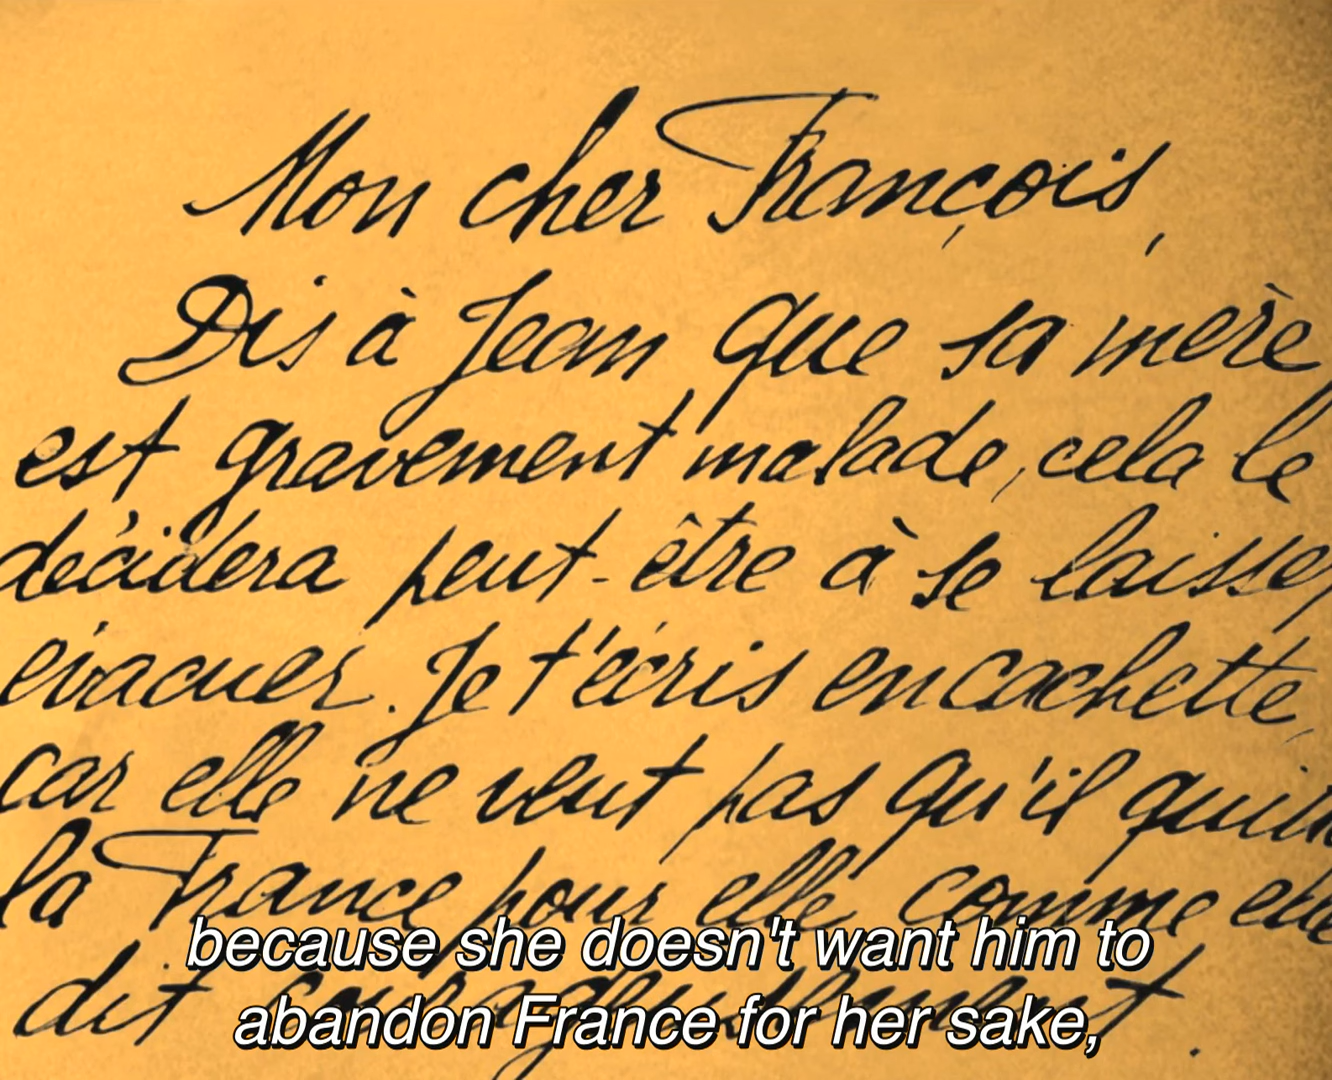 Mon cher François,
Dis à Jean que sa mère
est gravement malade, cela le
décidera peut-être à se laisser
évacuer. Je t'écris en cachette,
car elle ne veut pas qu'il quitte
la France pour elle comme elle
dit courageusement.
because she doesn't want him to
abandon France for her sake,